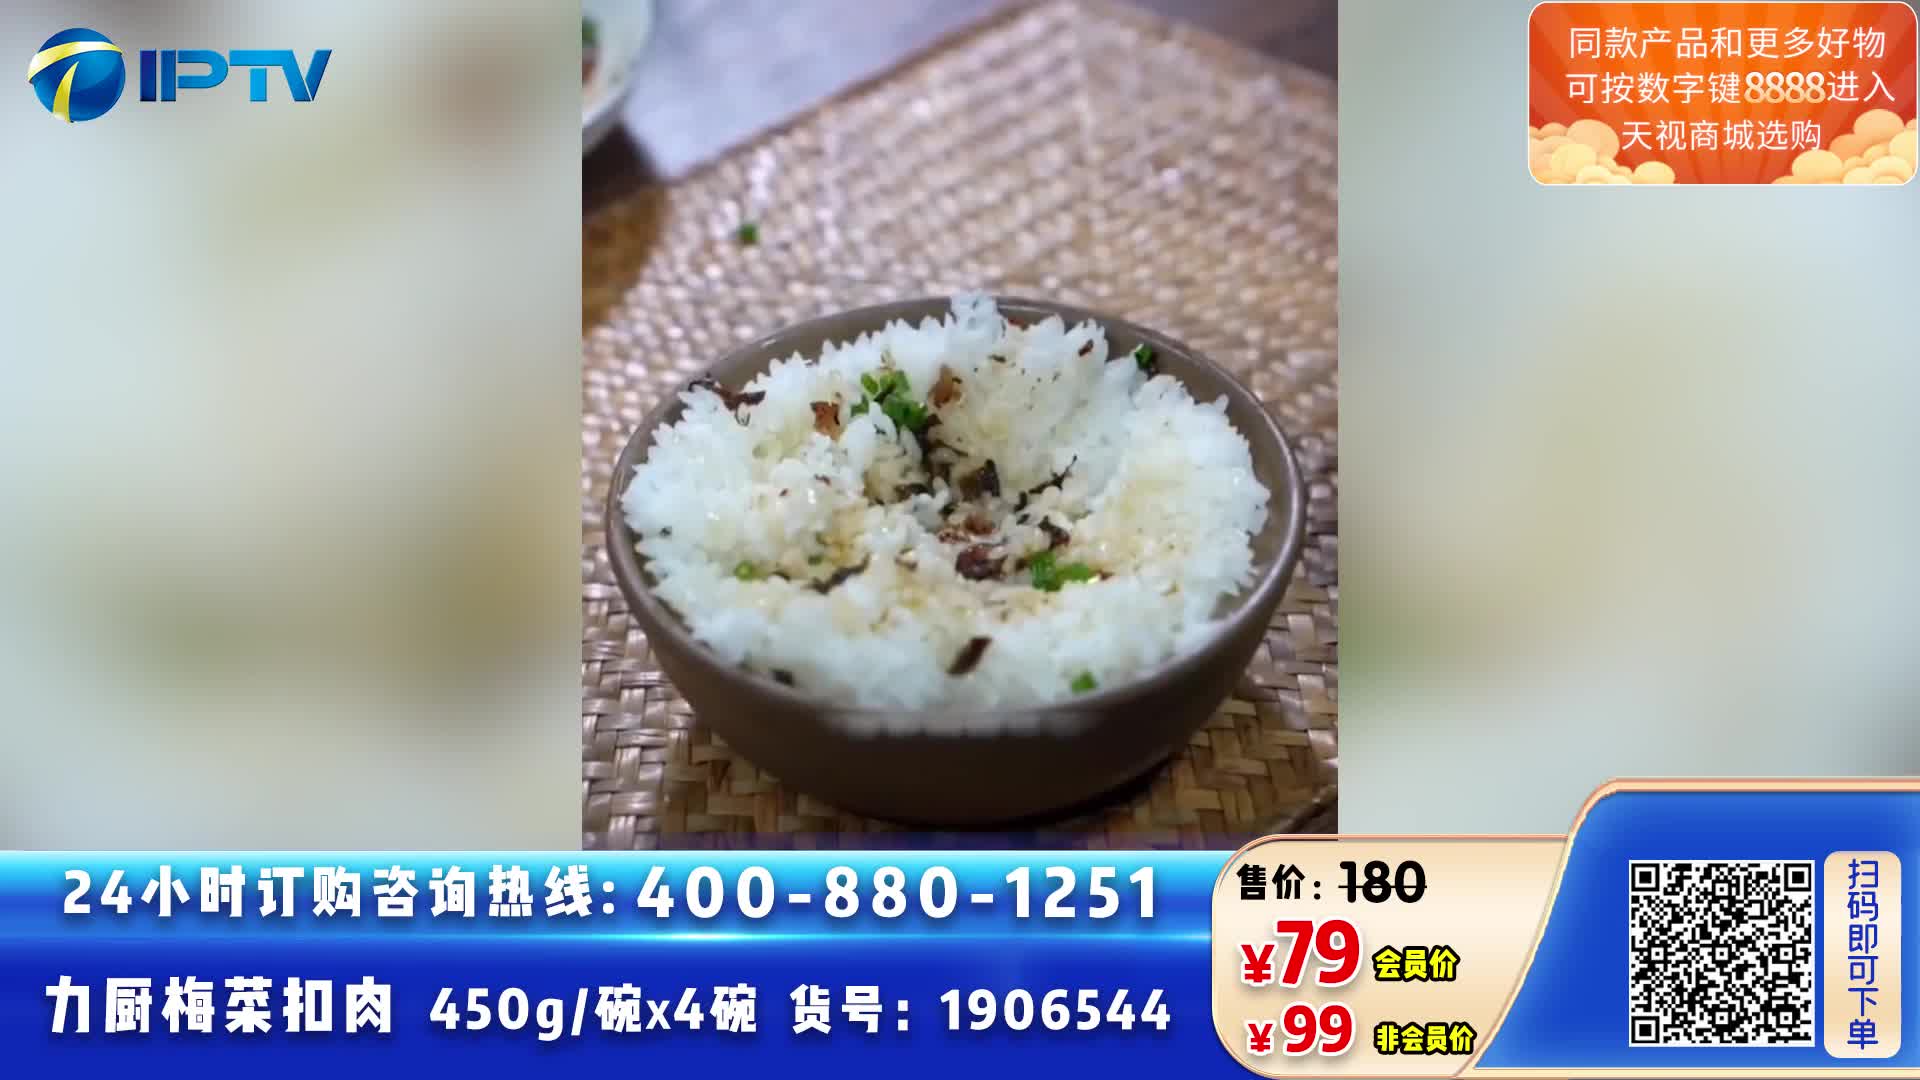 IPTV
同款产品和更多好物
可按数字键8888进入
天视商城选购
24小时订购咨询热线:400-880-1251
力厨梅菜扣肉 450g/碗x4碗 货号：1906544
售价：180
¥79 会员价
¥99 非会员价
扫码即可下单